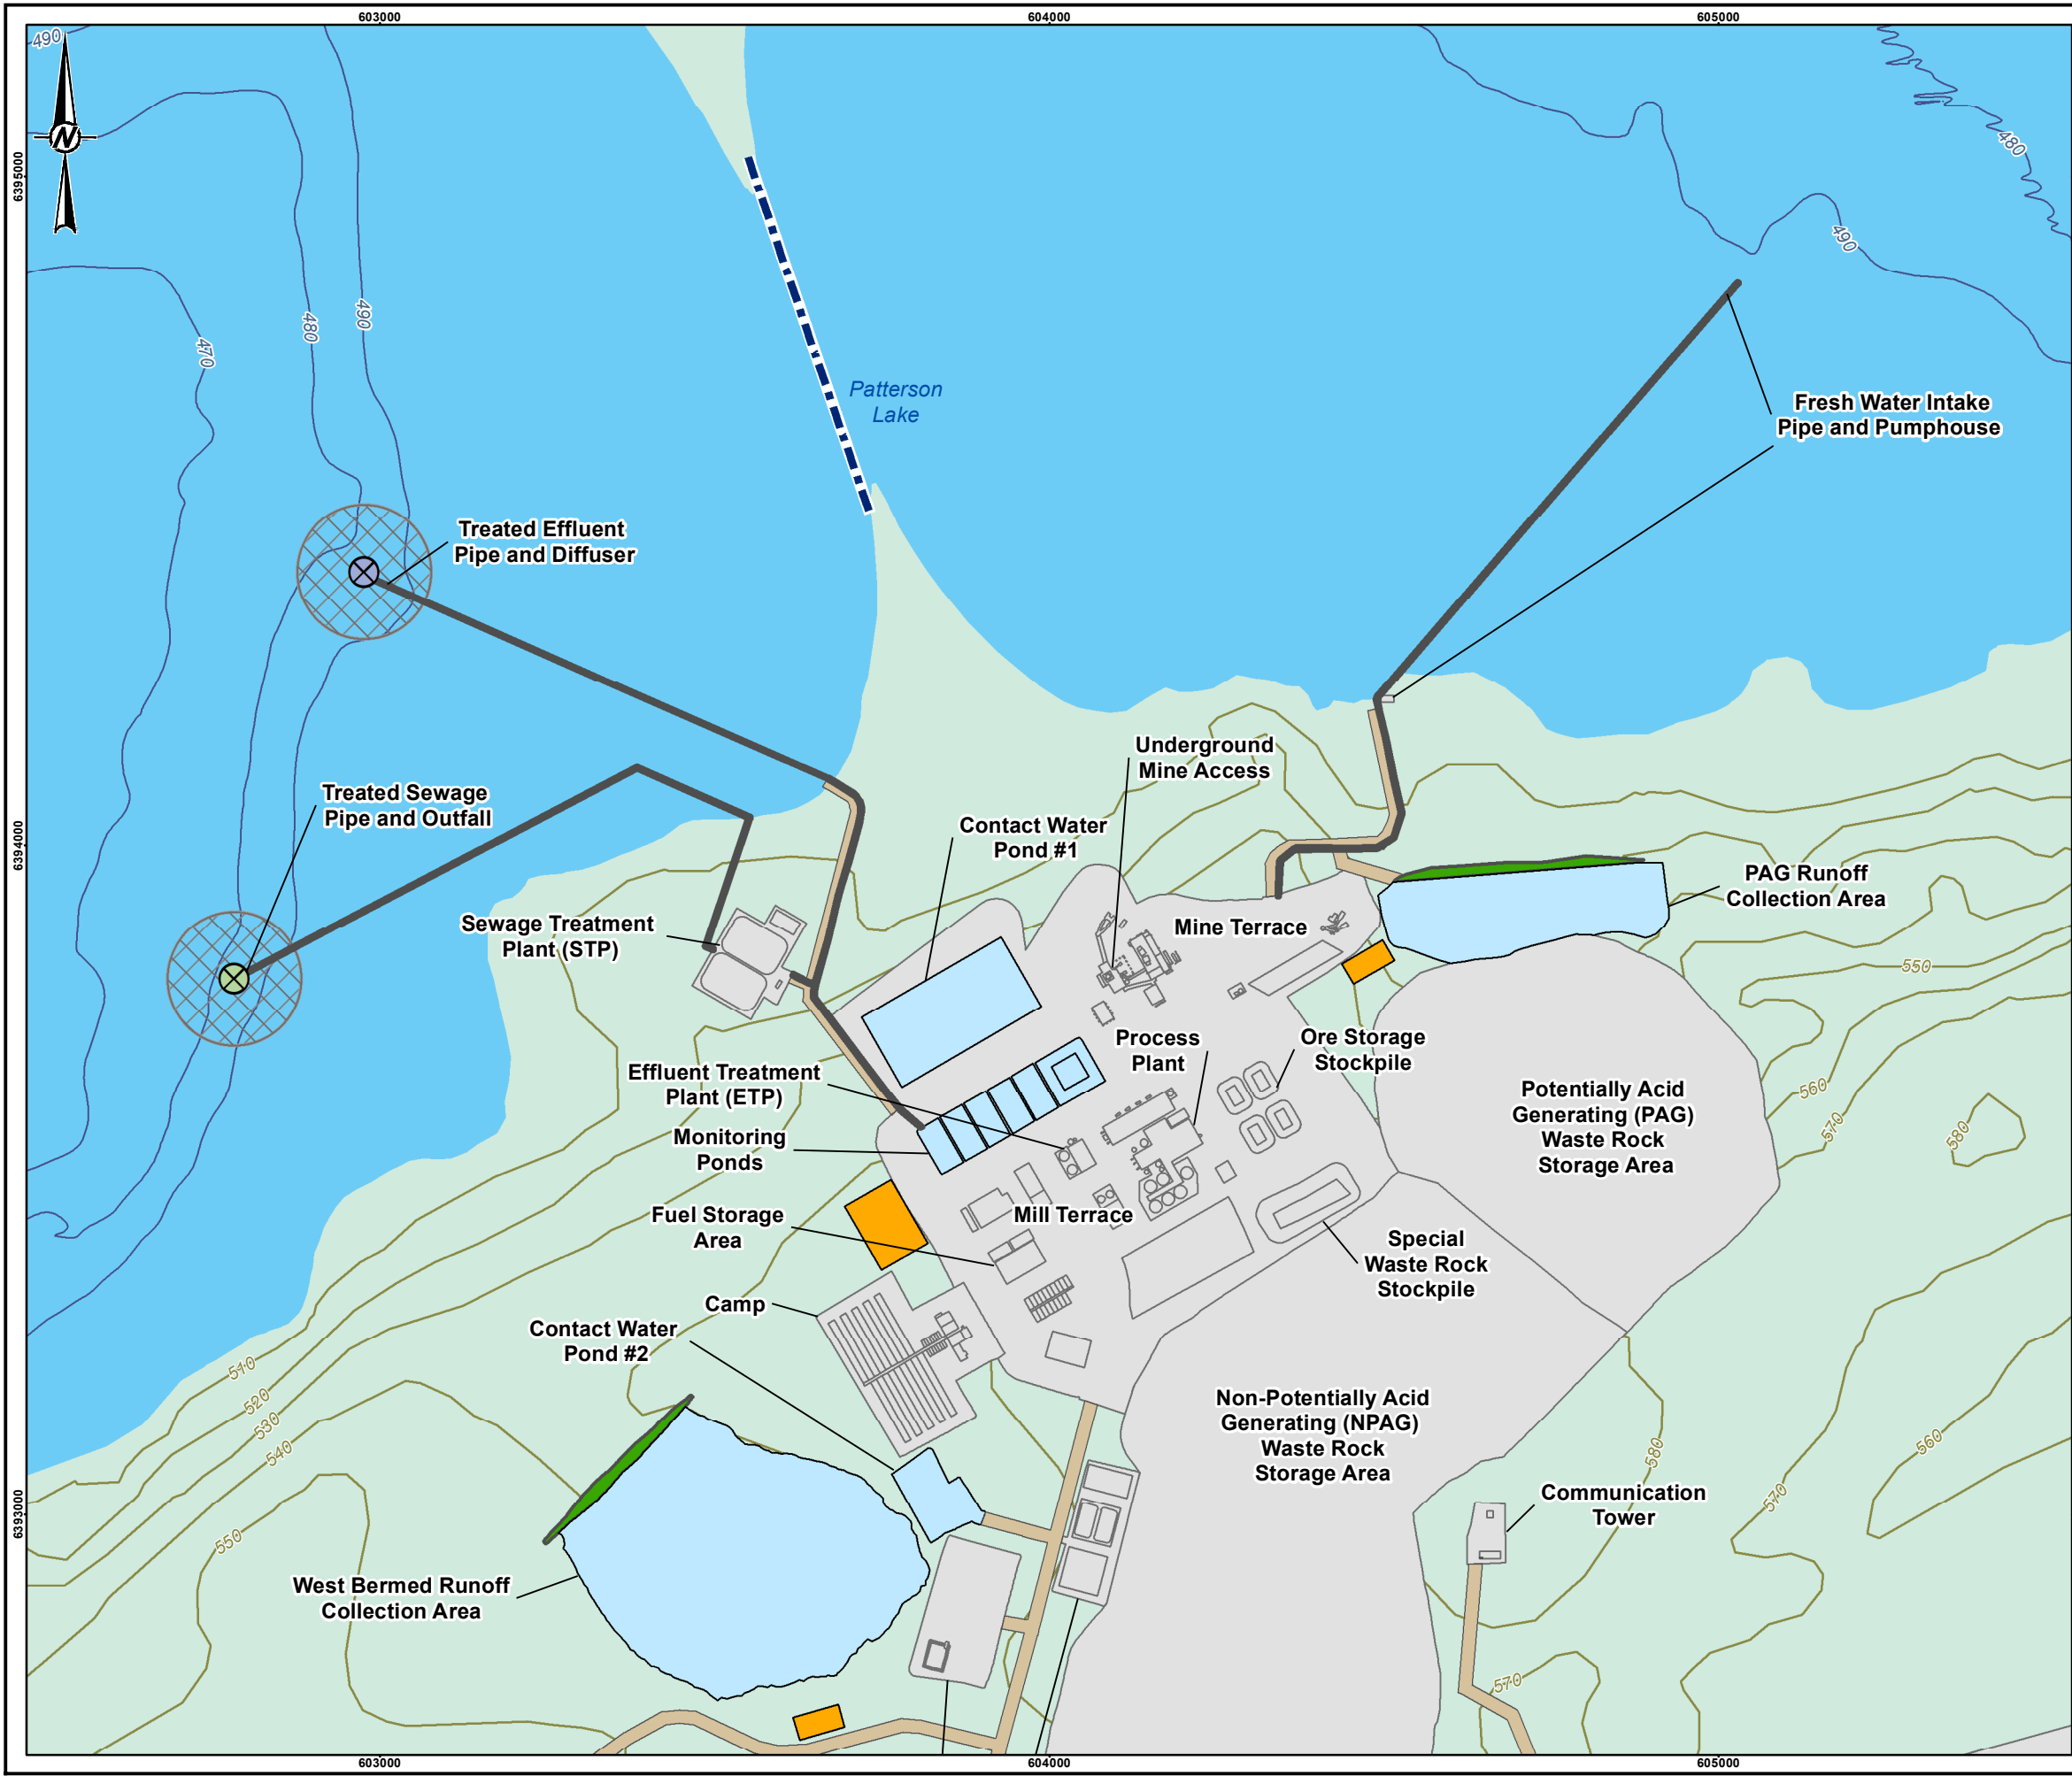 603000
604000
605000
490
N
480
6395000
490
490
480
470
Patterson
Lake
Fresh Water Intake
Pipe and Pumphouse
Treated Effluent
Pipe and Diffuser
Underground
Mine Access
Treated Sewage
Pipe and Outfall
Contact Water
Pond #1
6394000
PAG Runoff
Collection Area
Sewage Treatment
Plant (STP)
Mine Terrace
550
Process
Plant
Ore Storage
Stockpile
Effluent Treatment
Plant (ETP)
Potentially Acid
Generating (PAG)
Waste Rock
Storage Area
560
570
580
Monitoring
Ponds
Fuel Storage
Area
Mill Terrace
Special
Waste Rock
Stockpile
Camp
Contact Water
Pond #2
510
520
530
540
Non-Potentially Acid
Generating (NPAG)
Waste Rock
Storage Area
580
560
570
Communication
Tower
6393000
550
West Bermed Runoff
Collection Area
570
603000
604000
605000